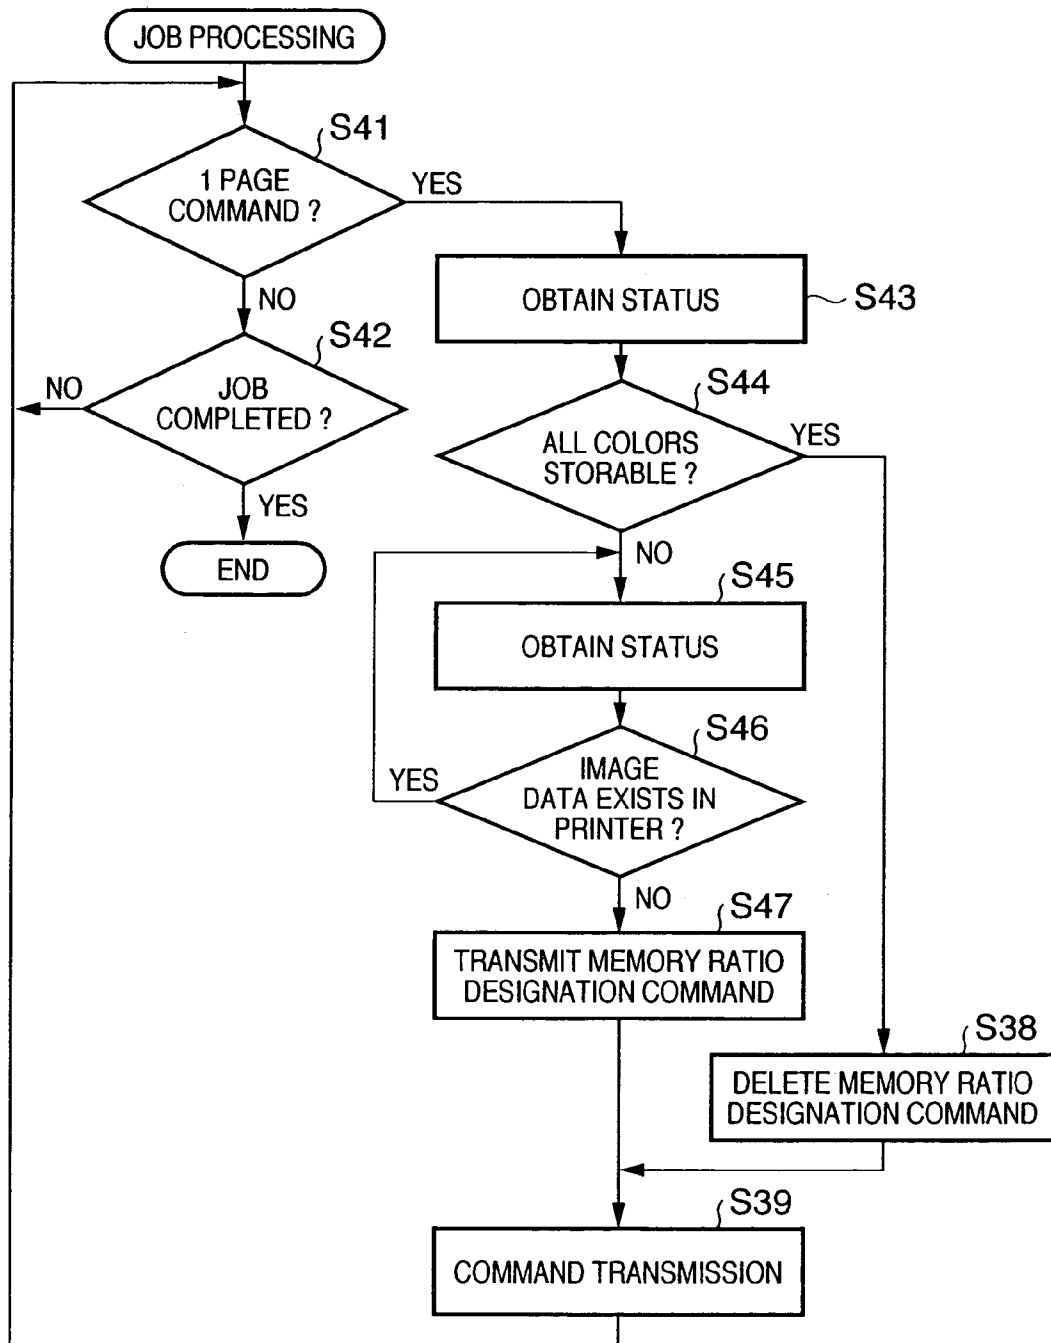 JOB PROCESSING
S41
1 PAGE
COMMAND ?
YES
NO
OBTAIN STATUS
S43
S42
JOB
COMPLETED ?
NO
YES
END
S44
ALL COLORS
STORABLE ?
YES
NO
S45
OBTAIN STATUS
S46
IMAGE
DATA EXISTS IN
PRINTER ?
YES
NO
S47
TRANSMIT MEMORY RATIO
DESIGNATION COMMAND
S38
DELETE MEMORY RATIO
DESIGNATION COMMAND
S39
COMMAND TRANSMISSION